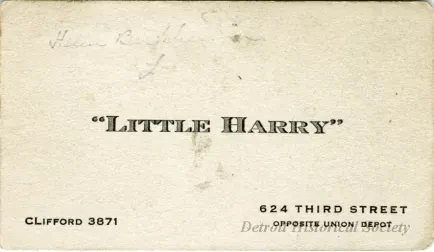 "LITTLE HARRY"
CLIFFORD 3871
624 THIRD STREET
OPPOSITE UNION DEPOT
Detroit Historical Society